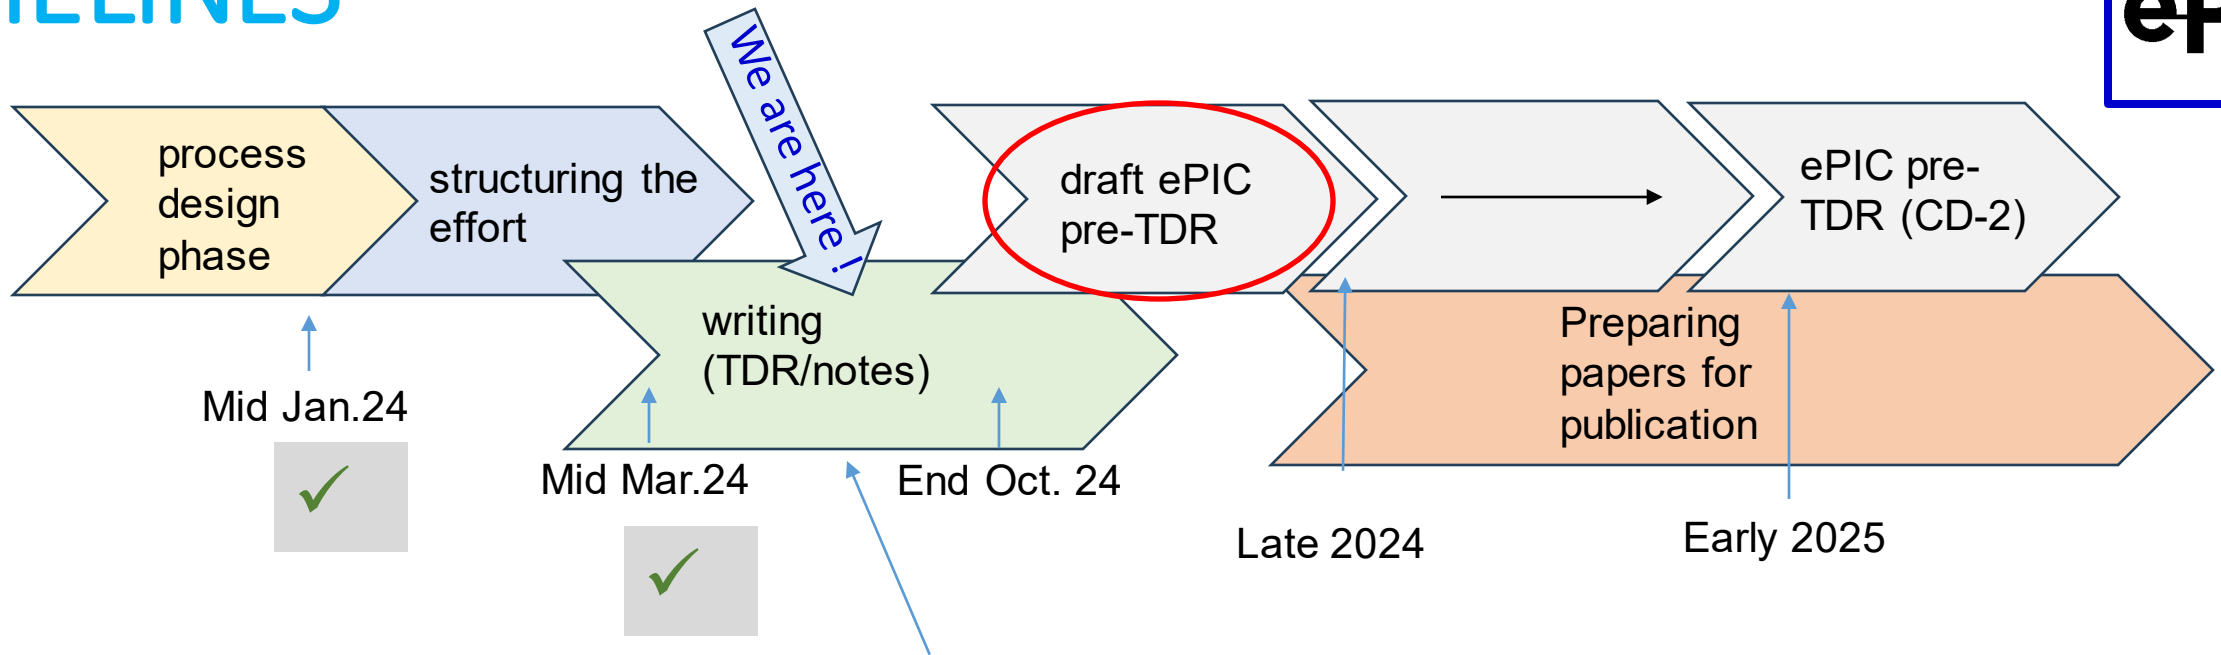 We are here !
process
design
phase
structuring the
effort
draft ePIC
pre-TDR
ePIC pre-
TDR (CD-2)
writing
(TDR/notes)
Preparing
papers for
publication
Mid Jan.24
Mid Mar.24
End Oct. 24
Late 2024
Early 2025